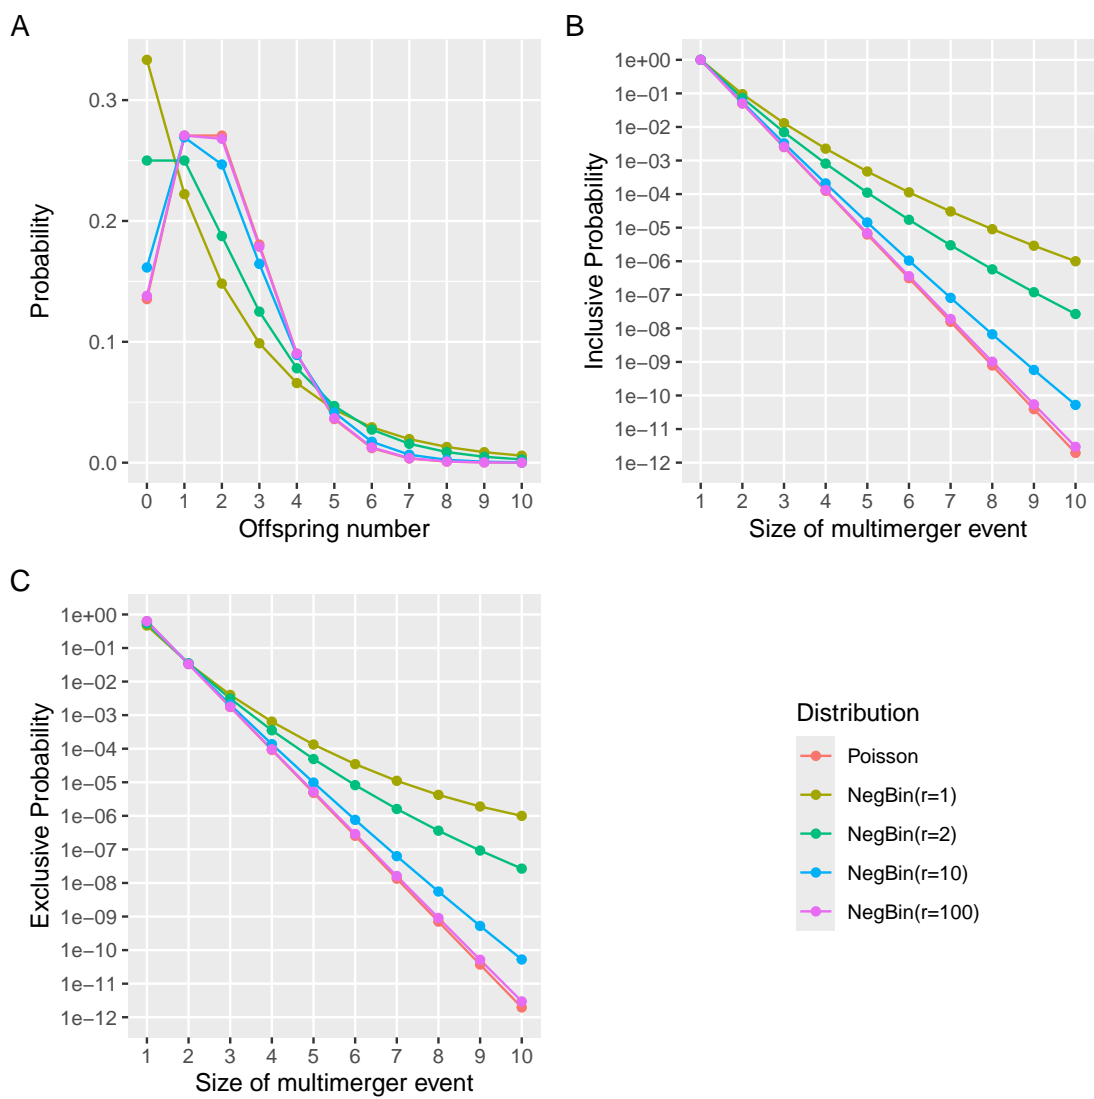 A
Probability
0.3
0.2
0.1
0.0
0 1 2 3 4 5 6 7 8 9 10
Offspring number
B
Inclusive Probability
1e+00
1e−01
1e−02
1e−03
1e−04
1e−05
1e−06
1e−07
1e−08
1e−09
1e−10
1e−11
1e−12
1 2 3 4 5 6 7 8 9 10
Size of multimerger event
C
Exclusive Probability
1e+00
1e−01
1e−02
1e−03
1e−04
1e−05
1e−06
1e−07
1e−08
1e−09
1e−10
1e−11
1e−12
1 2 3 4 5 6 7 8 9 10
Size of multimerger event
Distribution
Poisson
NegBin(r=1)
NegBin(r=2)
NegBin(r=10)
NegBin(r=100)